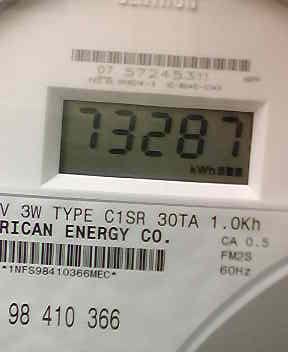 07 57245311
73287
kWh
V 3W TYPE C1SR 30TA 1.0Kh
RICAN ENERGY CO.
CA 0.5
FM2S
60Hz
*1NFS98410366MEC*
98 410 366